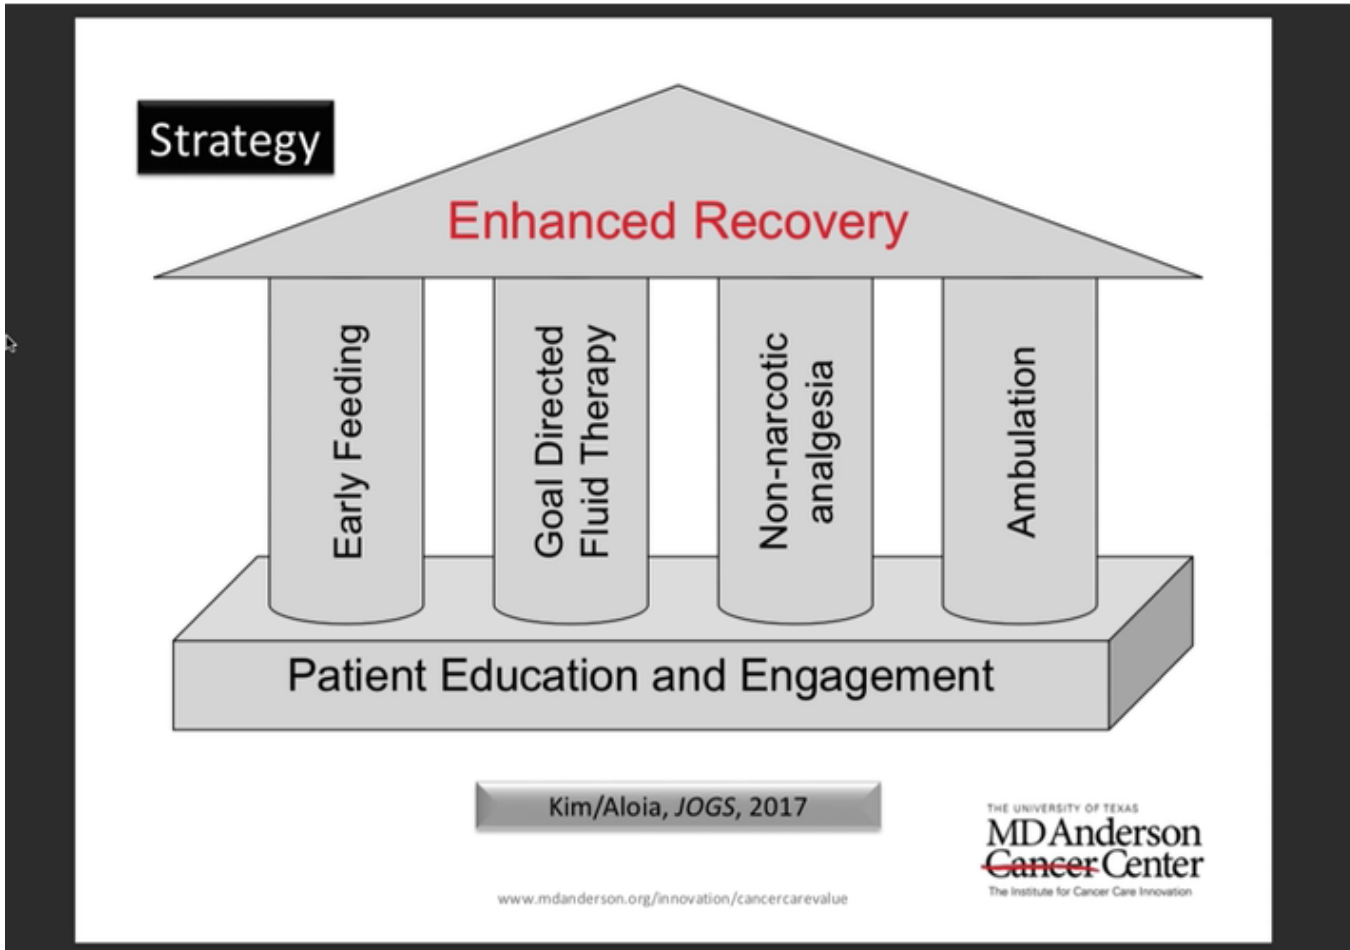 Strategy
Enhanced Recovery
Early Feeding
Goal Directed
Fluid Therapy
Non-narcotic
analgesia
Ambulation
Patient Education and Engagement
Kim/Aloia, JOGS, 2017
THE UNIVERSITY OF TEXAS
MD Anderson
Cancer Center
The Institute for Cancer Care Innovation
www.mdanderson.org/innovation/cancercarevalue